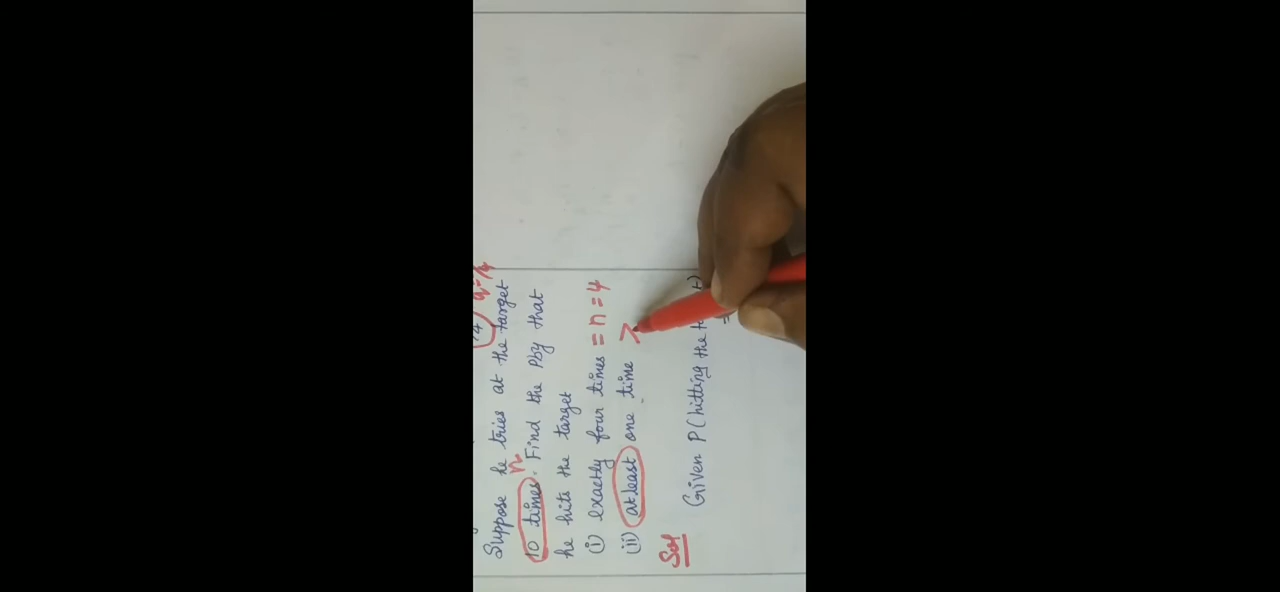 Suppose he tries at the target
10 times. n Find the Pby that
he hits the target
(i) exactly four times = n = 4
(ii) atleast one time >
Sol
Given P(hitting the
=